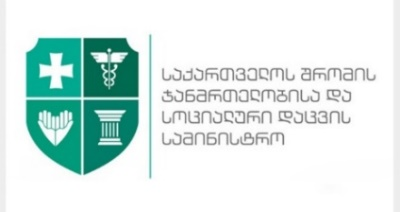 საქართველოს შრომის
ჯანმრთელობისა და
სოციალური დაცვის
სამინისტრო